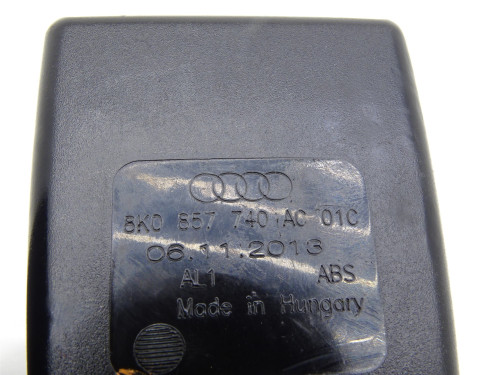 8K0 857 740 AC 01C
06.11.2013
AL1 ABS
Made in Hungary